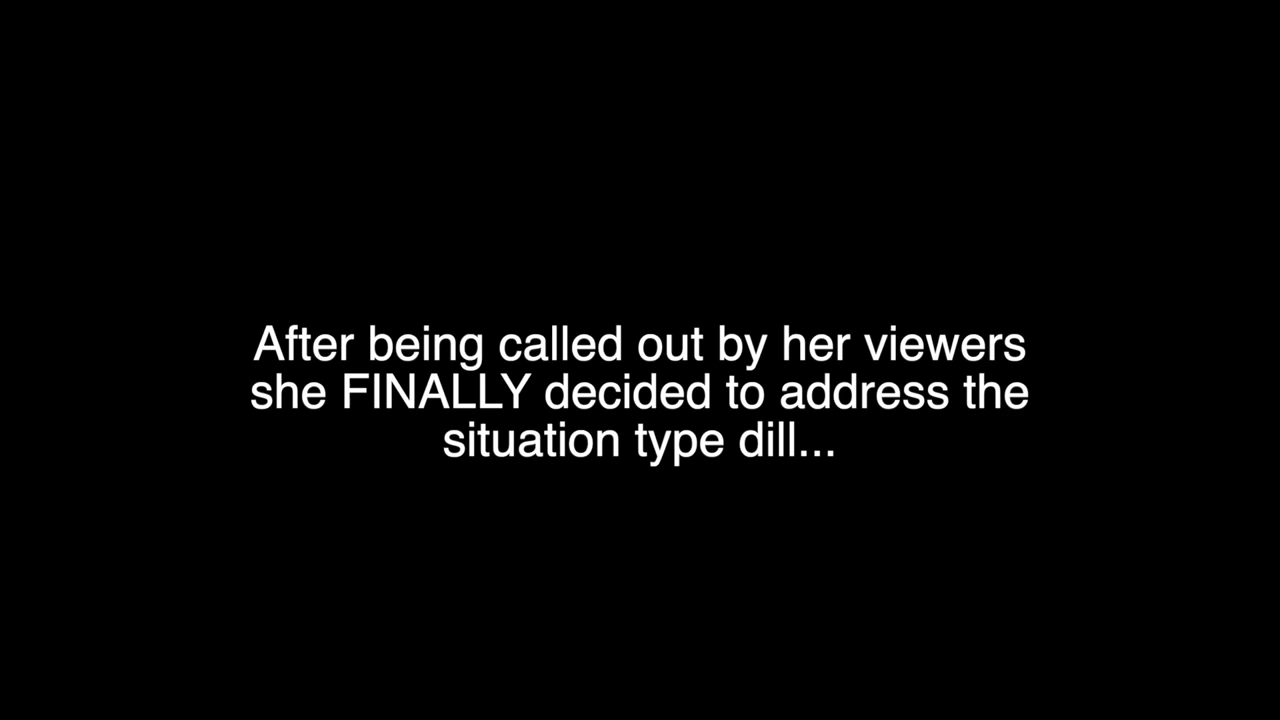 After being called out by her viewers
she FINALLY decided to address the
situation type dill...